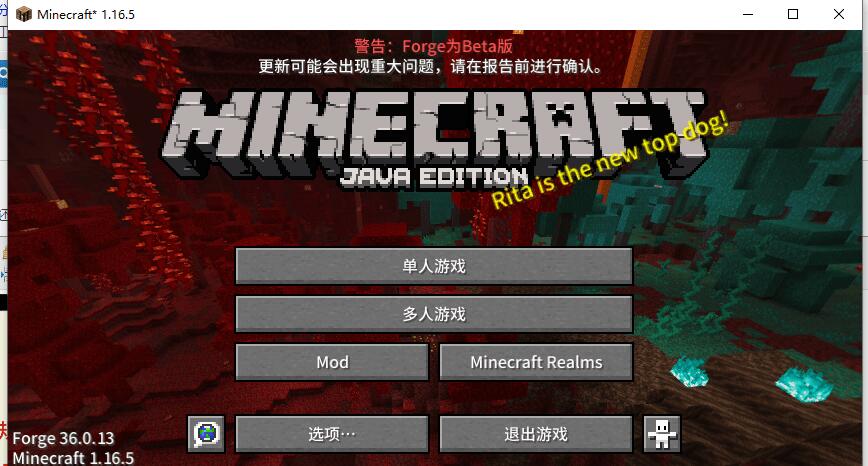 Minecraft* 1.16.5
警告：Forge为Beta版
更新可能会出现重大问题，请在报告前进行确认。
MINECRAFT
JAVA EDITION
Rita is the new top dog!
单人游戏
多人游戏
Mod
Minecraft Realms
选项…
退出游戏
Forge 36.0.13
Minecraft 1.16.5